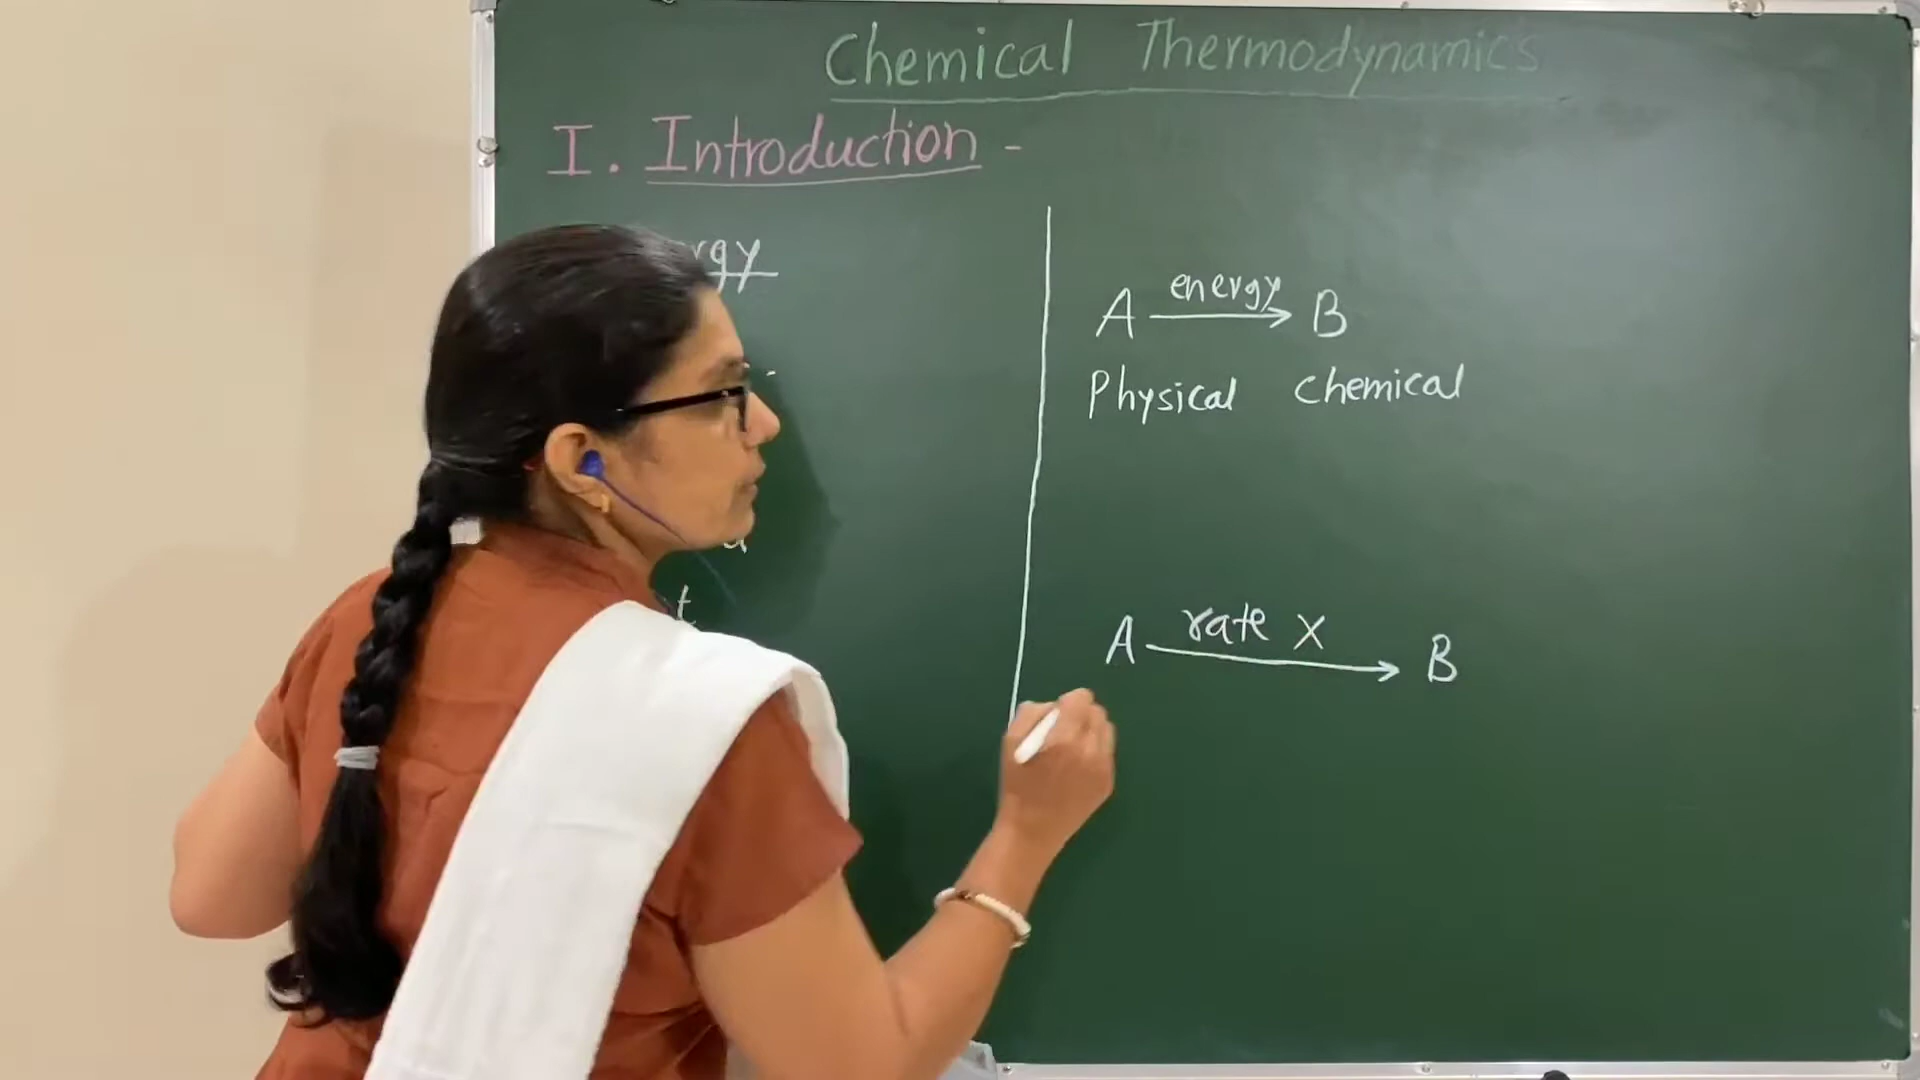 Chemical Thermodynamics
I. Introduction -
A energy→ B
Physical Chemical
A rate X→ B